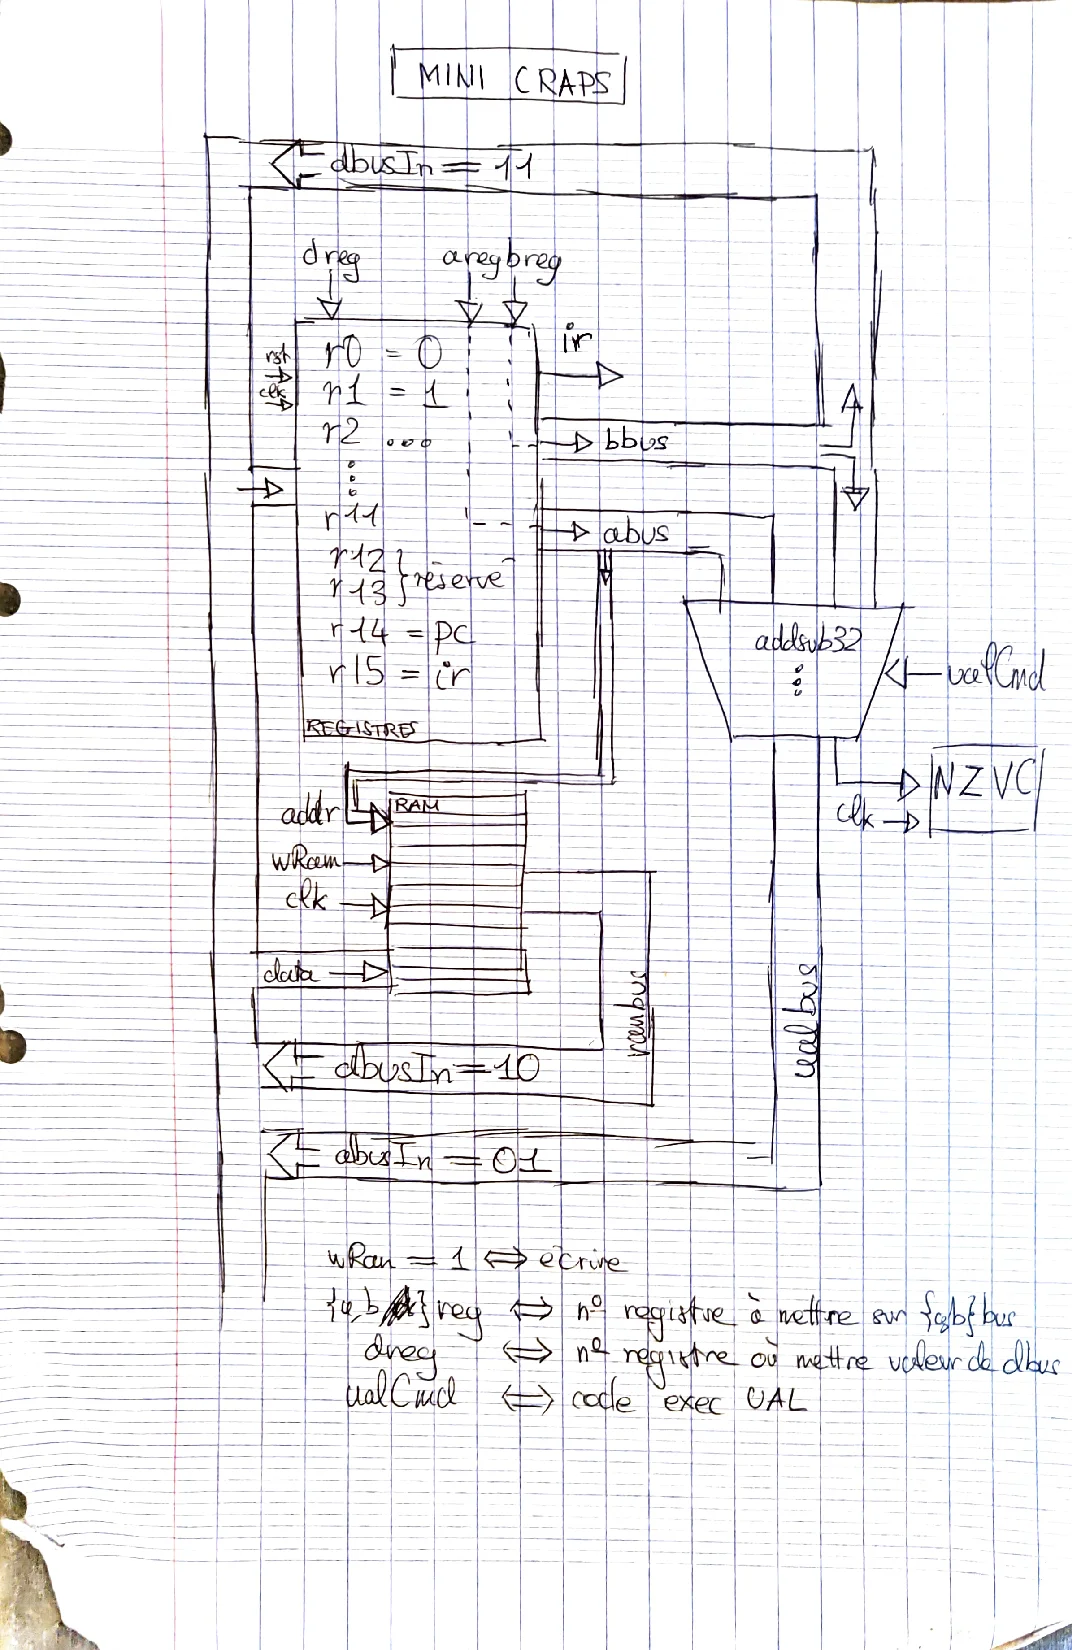 MINI CRAPS
dbusIn = 11
dreg
areg breg
ir
rst
clk
r0 = 0
r1 = 1
r2 ...
bbus
r11
abus
r12
r13 } réservé
r14 = pc
r15 = ir
REGISTRES
addsub32
ualCmd
NZVC
clk
addr
RAM
wRam
clk
data
rambus
ualbus
dbusIn = 10
dbusIn = 01
wRam = 1 ⇔ écrire
{a,b} reg ⇔ n° registre à mettre sur {a,b} bus
dreg ⇔ n° registre où mettre valeur de dbus
ualCmd ⇔ code exec UAL